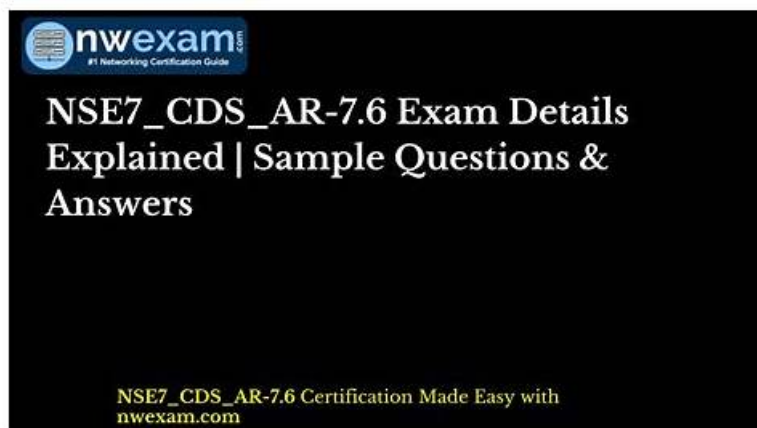 nwexam.com
#1 Networking Certification Guide
NSE7_CDS_AR-7.6 Exam Details
Explained | Sample Questions &
Answers
NSE7_CDS_AR-7.6 Certification Made Easy with
nwexam.com